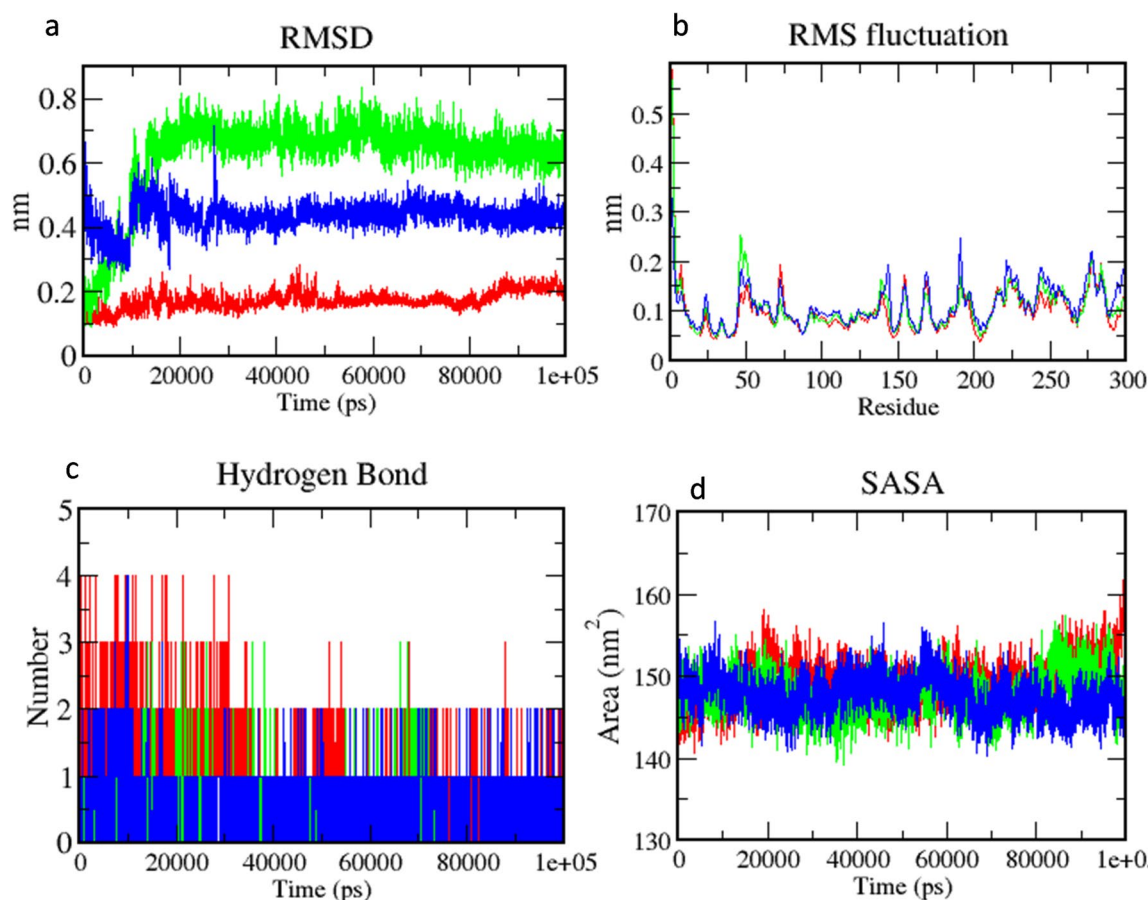 a
RMSD
0.8
0.6
0.4
0.2
0
nm
0 20000 40000 60000 80000 1e+05
Time (ps)
b
RMS fluctuation
0.5
0.4
0.3
0.2
0.1
0
nm
0 50 100 150 200 250 300
Residue
c
Hydrogen Bond
5
4
3
2
1
0
Number
0 20000 40000 60000 80000 1e+05
Time (ps)
d
SASA
170
160
150
140
130
Area (nm²)
0 20000 40000 60000 80000 1e+0
Time (ps)